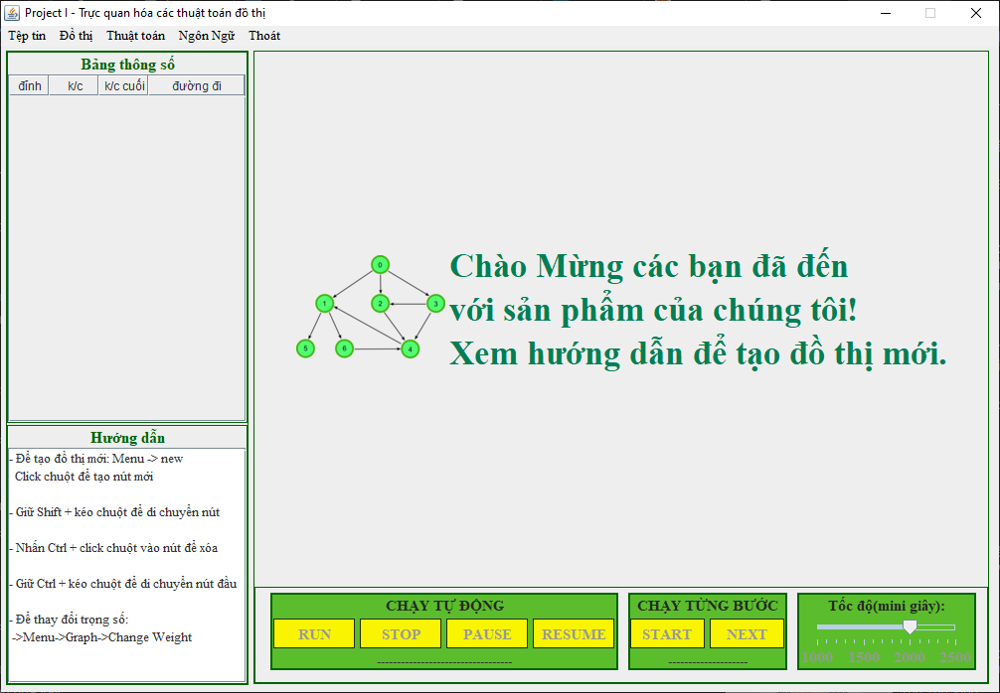 Project I - Trực quan hóa các thuật toán đồ thị
Tệp tin Đồ thị Thuật toán Ngôn Ngữ Thoát
Bảng thông số
đỉnh k/c k/c cuối đường đi
0
1 2 3
5 6 4
Chào Mừng các bạn đã đến
với sản phẩm của chúng tôi!
Xem hướng dẫn để tạo đồ thị mới.
Hướng dẫn
- Để tạo đồ thị mới: Menu -> new
Click chuột để tạo nút mới
- Giữ Shift + kéo chuột để di chuyển nút
- Nhấn Ctrl + click chuột vào nút để xóa
- Giữ Ctrl + kéo chuột để di chuyển nút đầu
- Để thay đổi trọng số:
->Menu->Graph->Change Weight
CHẠY TỰ ĐỘNG
RUN STOP PAUSE RESUME
----------------------------------
CHẠY TỪNG BƯỚC
START NEXT
--------------------
Tốc độ(mini giây):
1000 1500 2000 2500